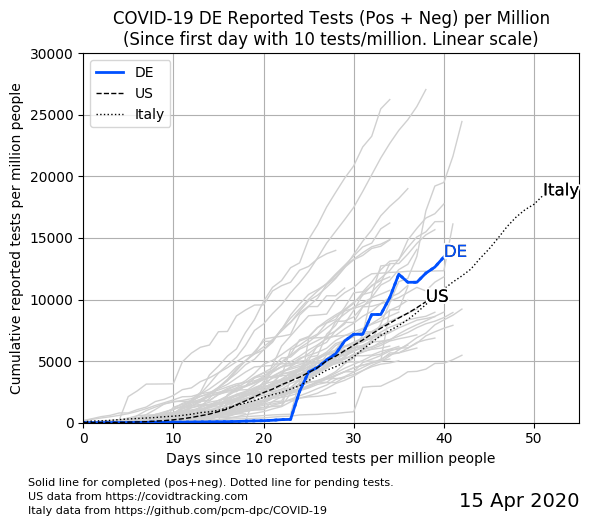 COVID-19 DE Reported Tests (Pos + Neg) per Million
(Since first day with 10 tests/million. Linear scale)
30000
25000
20000
15000
10000
5000
0
Cumulative reported tests per million people
DE
US
Italy
Italy
DE
US
0 10 20 30 40 50
Days since 10 reported tests per million people
Solid line for completed (pos+neg). Dotted line for pending tests.
US data from https://covidtracking.com
Italy data from https://github.com/pcm-dpc/COVID-19
15 Apr 2020